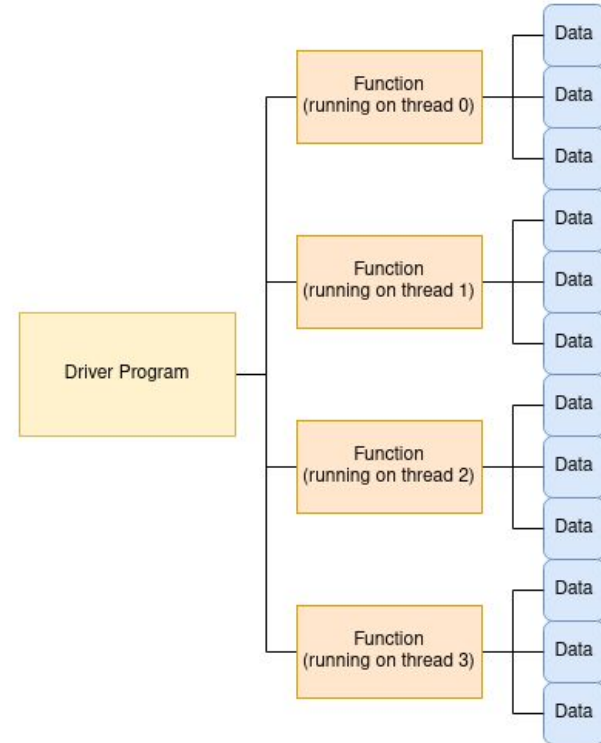 Driver Program
Function
(running on thread 0)
Data
Data
Data
Function
(running on thread 1)
Data
Data
Data
Function
(running on thread 2)
Data
Data
Data
Function
(running on thread 3)
Data
Data
Data